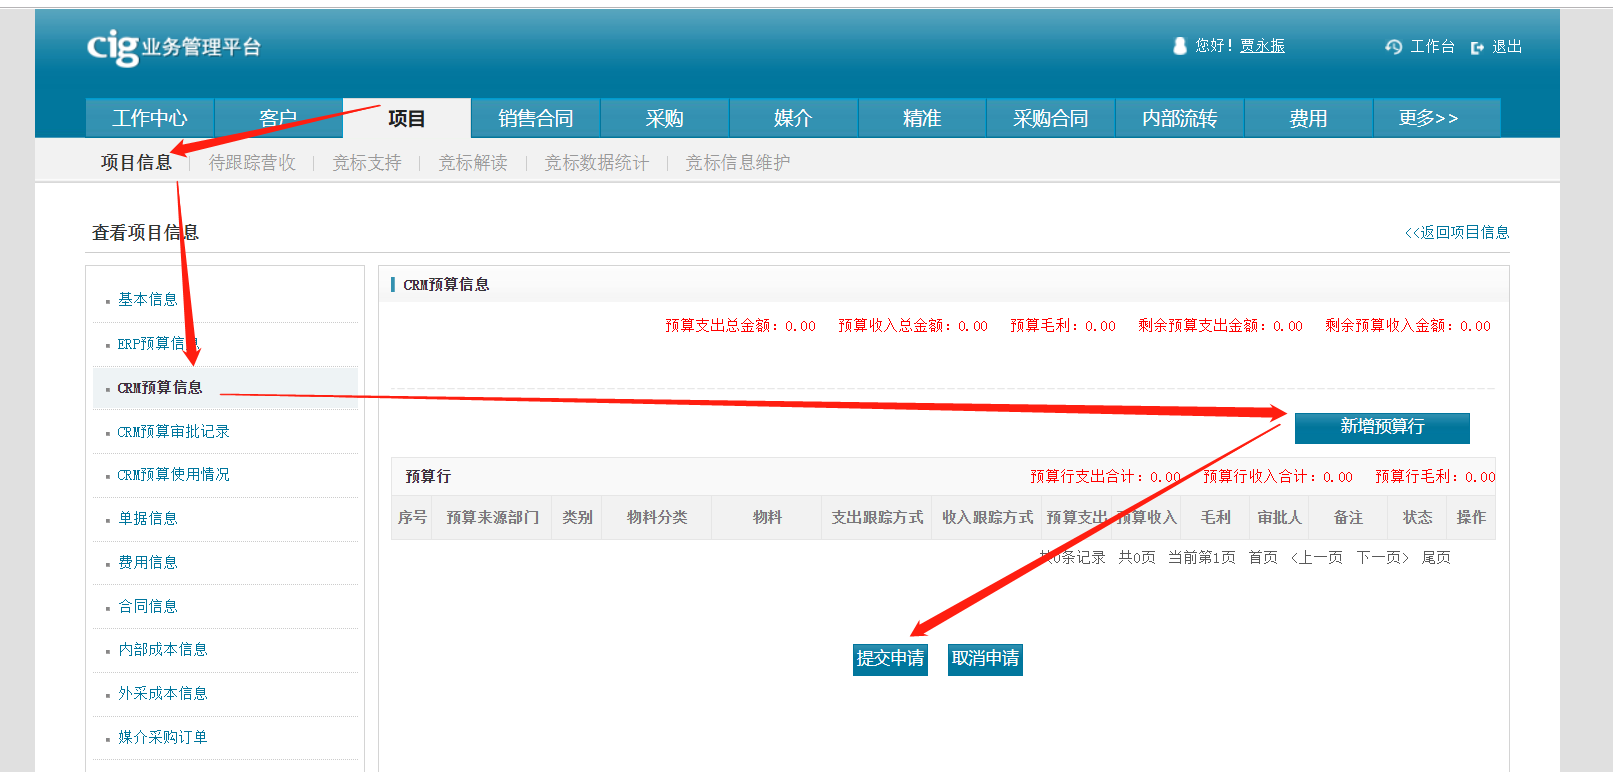 cig业务管理平台
您好！贾永振 工作台 退出
工作中心 客户 项目 销售合同 采购 媒介 精准 采购合同 内部流转 费用 更多>>
项目信息 待跟踪营收 竞标支持 竞标解读 竞标数据统计 竞标信息维护
查看项目信息 <<返回项目信息
基本信息
ERP预算信息
CRM预算信息
CRM预算审批记录
CRM预算使用情况
单据信息
费用信息
合同信息
内部成本信息
外采成本信息
媒介采购订单
CRM预算信息
预算支出总金额：0.00 预算收入总金额：0.00 预算毛利：0.00 剩余预算支出金额：0.00 剩余预算收入金额：0.00
新增预算行
预算行 预算行支出合计：0.00 预算行收入合计：0.00 预算行毛利：0.00
序号 预算来源部门 类别 物料分类 物料 支出跟踪方式 收入跟踪方式 预算支出 预算收入 毛利 审批人 备注 状态 操作
共0条记录 共0页 当前第1页 首页 <上一页 下一页> 尾页
提交申请 取消申请